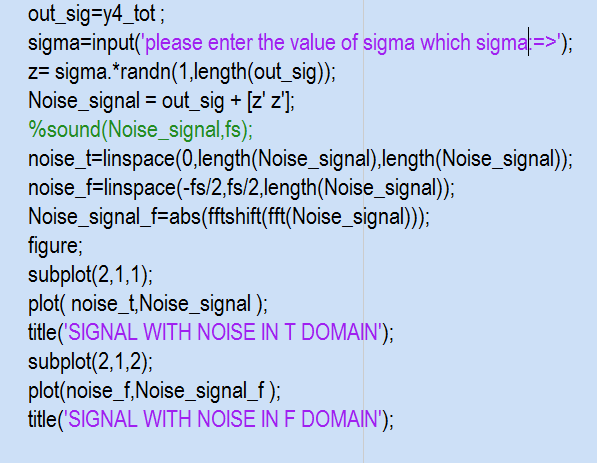 out_sig=y4_tot ;
sigma=input('please enter the value of sigma which sigma:=>');
z= sigma.*randn(1,length(out_sig));
Noise_signal = out_sig + [z' z'];
%sound(Noise_signal,fs);
noise_t=linspace(0,length(Noise_signal),length(Noise_signal));
noise_f=linspace(-fs/2,fs/2,length(Noise_signal));
Noise_signal_f=abs(fftshift(fft(Noise_signal)));
figure;
subplot(2,1,1);
plot( noise_t,Noise_signal );
title('SIGNAL WITH NOISE IN T DOMAIN');
subplot(2,1,2);
plot(noise_f,Noise_signal_f );
title('SIGNAL WITH NOISE IN F DOMAIN');